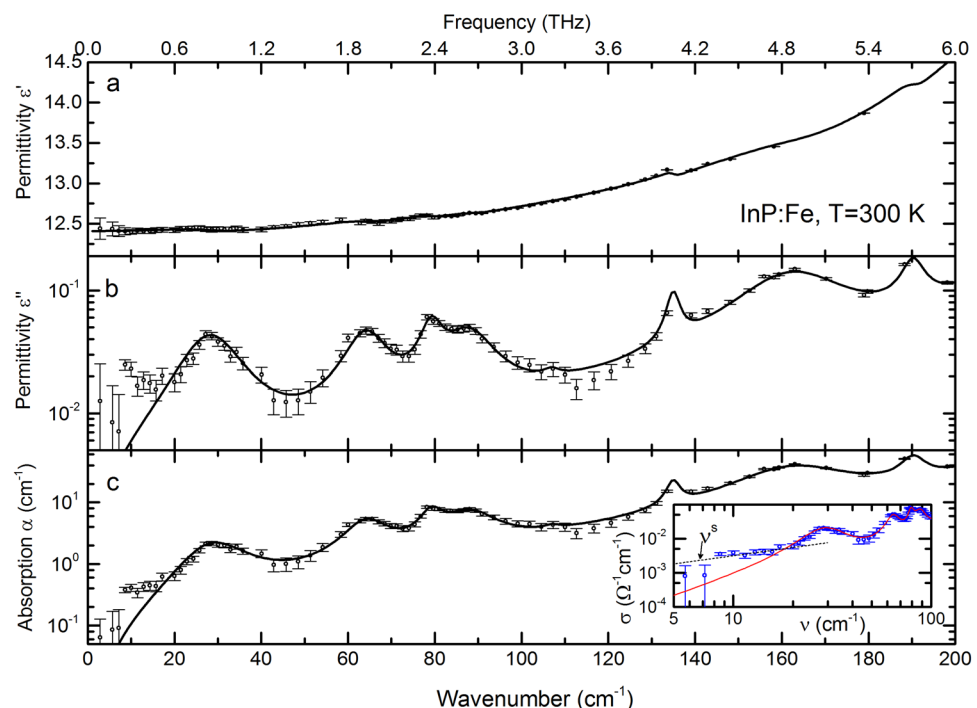 Frequency (THz)
0.0 0.6 1.2 1.8 2.4 3.0 3.6 4.2 4.8 5.4 6.0
14.5
a
14.0
13.5
13.0
12.5
Permittivity ε'
InP:Fe, T=300 K
b
10⁻¹
10⁻²
Permittivity ε"
c
10¹
10⁰
10⁻¹
Absorption α (cm⁻¹)
νˢ
10⁻²
10⁻³
10⁻⁴
σ (Ω⁻¹cm⁻¹)
5 10 100
ν (cm⁻¹)
0 20 40 60 80 100 120 140 160 180 200
Wavenumber (cm⁻¹)